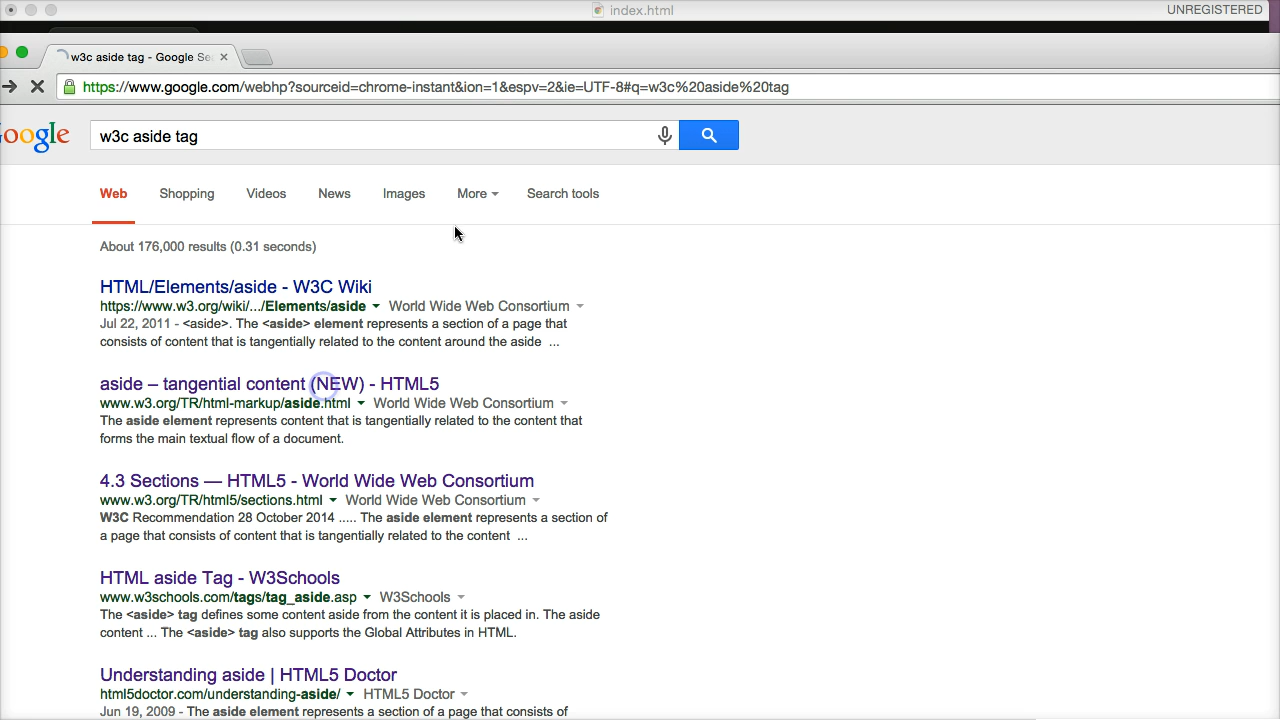 index.html
UNREGISTERED
w3c aside tag - Google Se
https://www.google.com/webhp?sourceid=chrome-instant&ion=1&espv=2&ie=UTF-8#q=w3c%20aside%20tag
oogle
w3c aside tag
Web Shopping Videos News Images More Search tools
About 176,000 results (0.31 seconds)
HTML/Elements/aside - W3C Wiki
https://www.w3.org/wiki/.../Elements/aside World Wide Web Consortium
Jul 22, 2011 - <aside>. The <aside> element represents a section of a page that
consists of content that is tangentially related to the content around the aside ...
aside – tangential content (NEW) - HTML5
www.w3.org/TR/html-markup/aside.html World Wide Web Consortium
The aside element represents content that is tangentially related to the content that
forms the main textual flow of a document.
4.3 Sections — HTML5 - World Wide Web Consortium
www.w3.org/TR/html5/sections.html World Wide Web Consortium
W3C Recommendation 28 October 2014 ..... The aside element represents a section of
a page that consists of content that is tangentially related to the content ...
HTML aside Tag - W3Schools
www.w3schools.com/tags/tag_aside.asp W3Schools
The <aside> tag defines some content aside from the content it is placed in. The aside
content ... The <aside> tag also supports the Global Attributes in HTML.
Understanding aside | HTML5 Doctor
html5doctor.com/understanding-aside/ HTML5 Doctor
Jun 19, 2009 - The aside element represents a section of a page that consists of